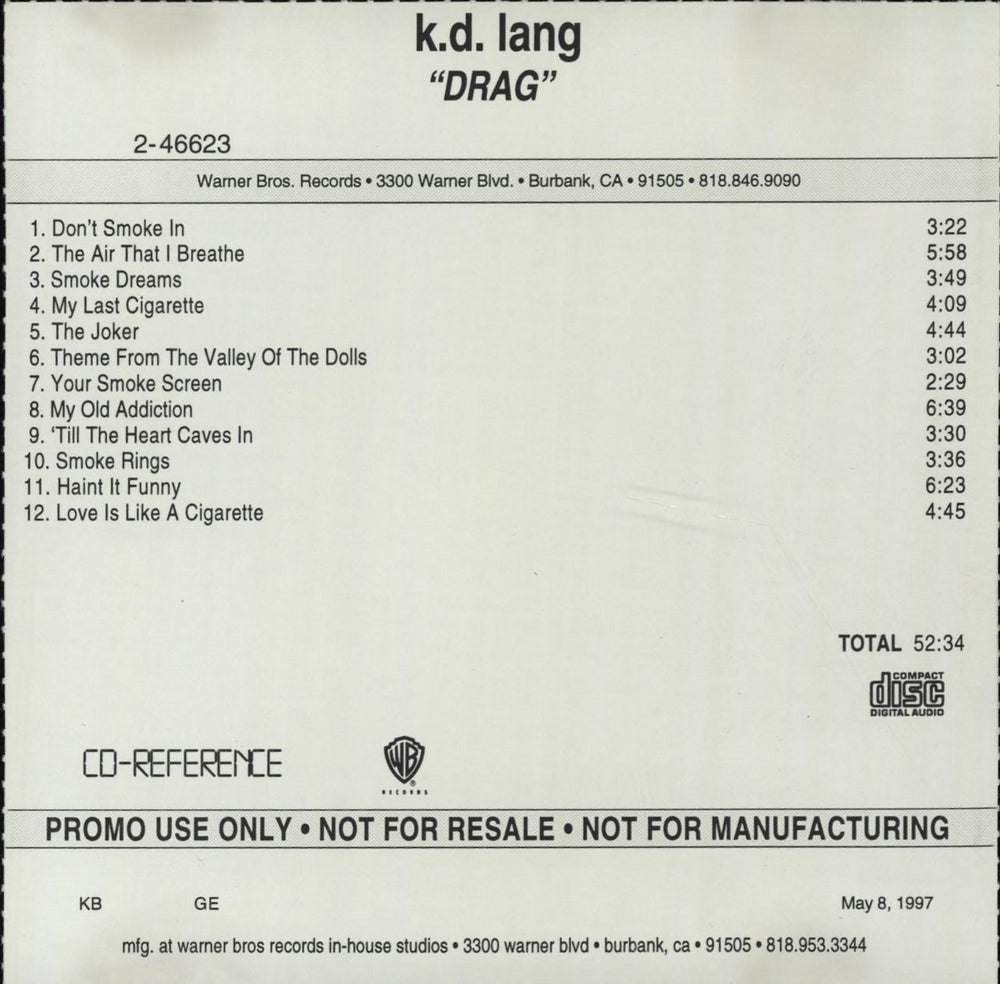 k.d. lang
“DRAG”
2-46623
Warner Bros. Records • 3300 Warner Blvd. • Burbank, CA • 91505 • 818.846.9090
1. Don't Smoke In 3:22
2. The Air That I Breathe 5:58
3. Smoke Dreams 3:49
4. My Last Cigarette 4:09
5. The Joker 4:44
6. Theme From The Valley Of The Dolls 3:02
7. Your Smoke Screen 2:29
8. My Old Addiction 6:39
9. ‘Till The Heart Caves In 3:30
10. Smoke Rings 3:36
11. Haint It Funny 6:23
12. Love Is Like A Cigarette 4:45
TOTAL 52:34
COMPACT
disc
DIGITAL AUDIO
CD-REFERENCE
WB
®
RECORDS
PROMO USE ONLY • NOT FOR RESALE • NOT FOR MANUFACTURING
KB GE May 8, 1997
mfg. at warner bros records in-house studios • 3300 warner blvd • burbank, ca • 91505 • 818.953.3344